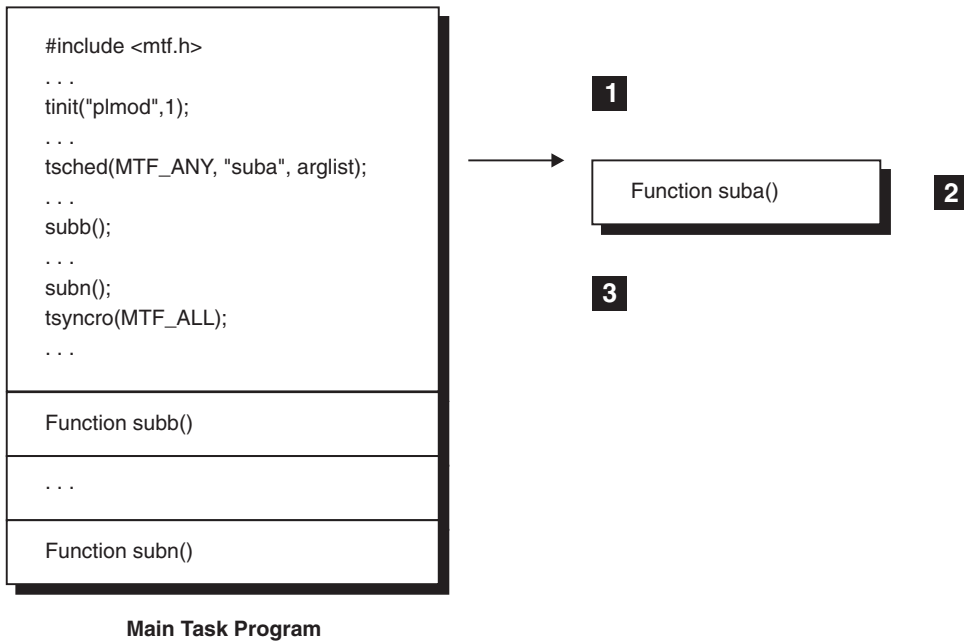 #include <mtf.h>
. . .
tinit("plmod",1);
. . .
tsched(MTF_ANY, "suba", arglist);
. . .
subb();
. . .
subn();
tsyncro(MTF_ALL);
. . .
Function subb()
. . .
Function subn()
Main Task Program
1
Function suba()
2
3